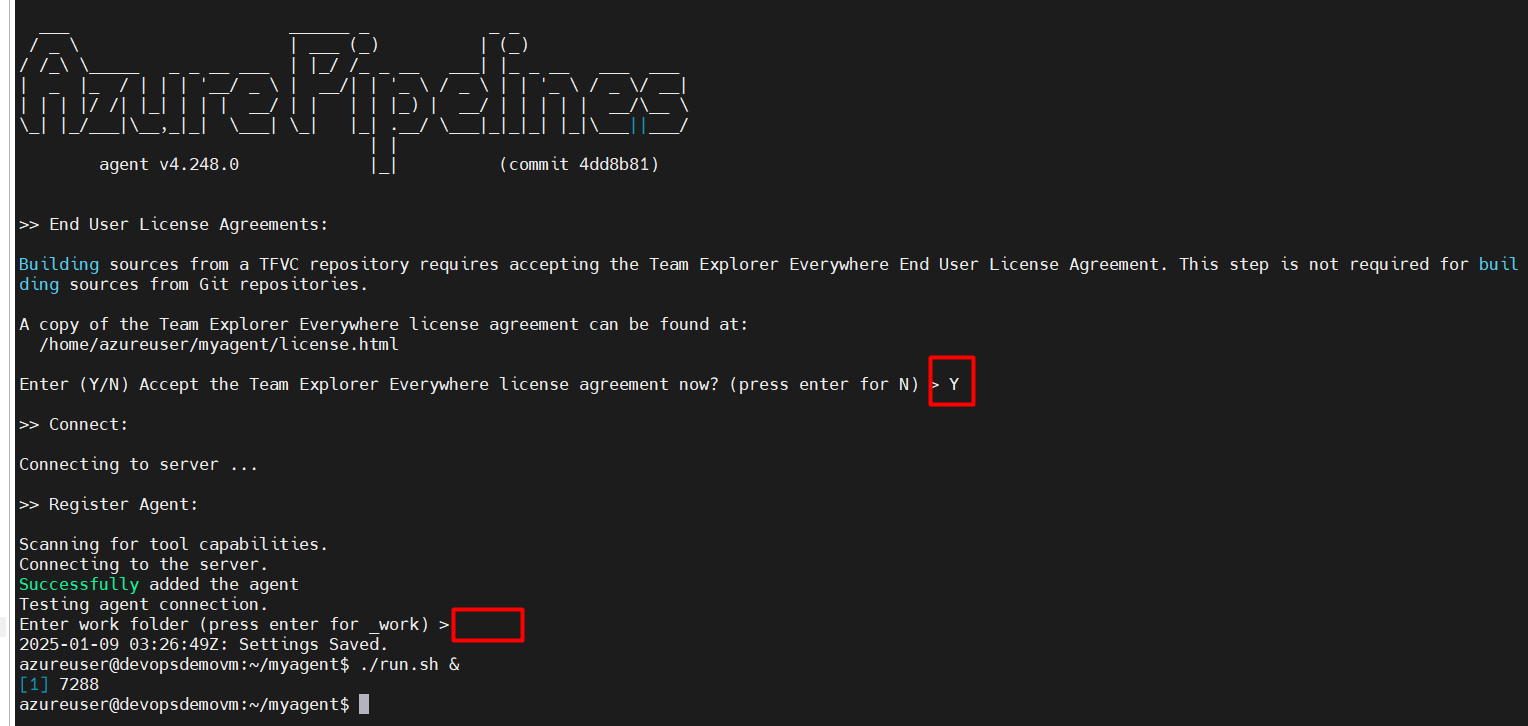 AzurePipelines
agent v4.248.0 (commit 4dd8b81)
>> End User License Agreements:
Building sources from a TFVC repository requires accepting the Team Explorer Everywhere End User License Agreement. This step is not required for buil
ding sources from Git repositories.
A copy of the Team Explorer Everywhere license agreement can be found at:
/home/azureuser/myagent/license.html
Enter (Y/N) Accept the Team Explorer Everywhere license agreement now? (press enter for N) > Y
>> Connect:
Connecting to server ...
>> Register Agent:
Scanning for tool capabilities.
Connecting to the server.
Successfully added the agent
Testing agent connection.
Enter work folder (press enter for _work) >
2025-01-09 03:26:49Z: Settings Saved.
azureuser@devopsdemovm:~/myagent$ ./run.sh &
[1] 7288
azureuser@devopsdemovm:~/myagent$